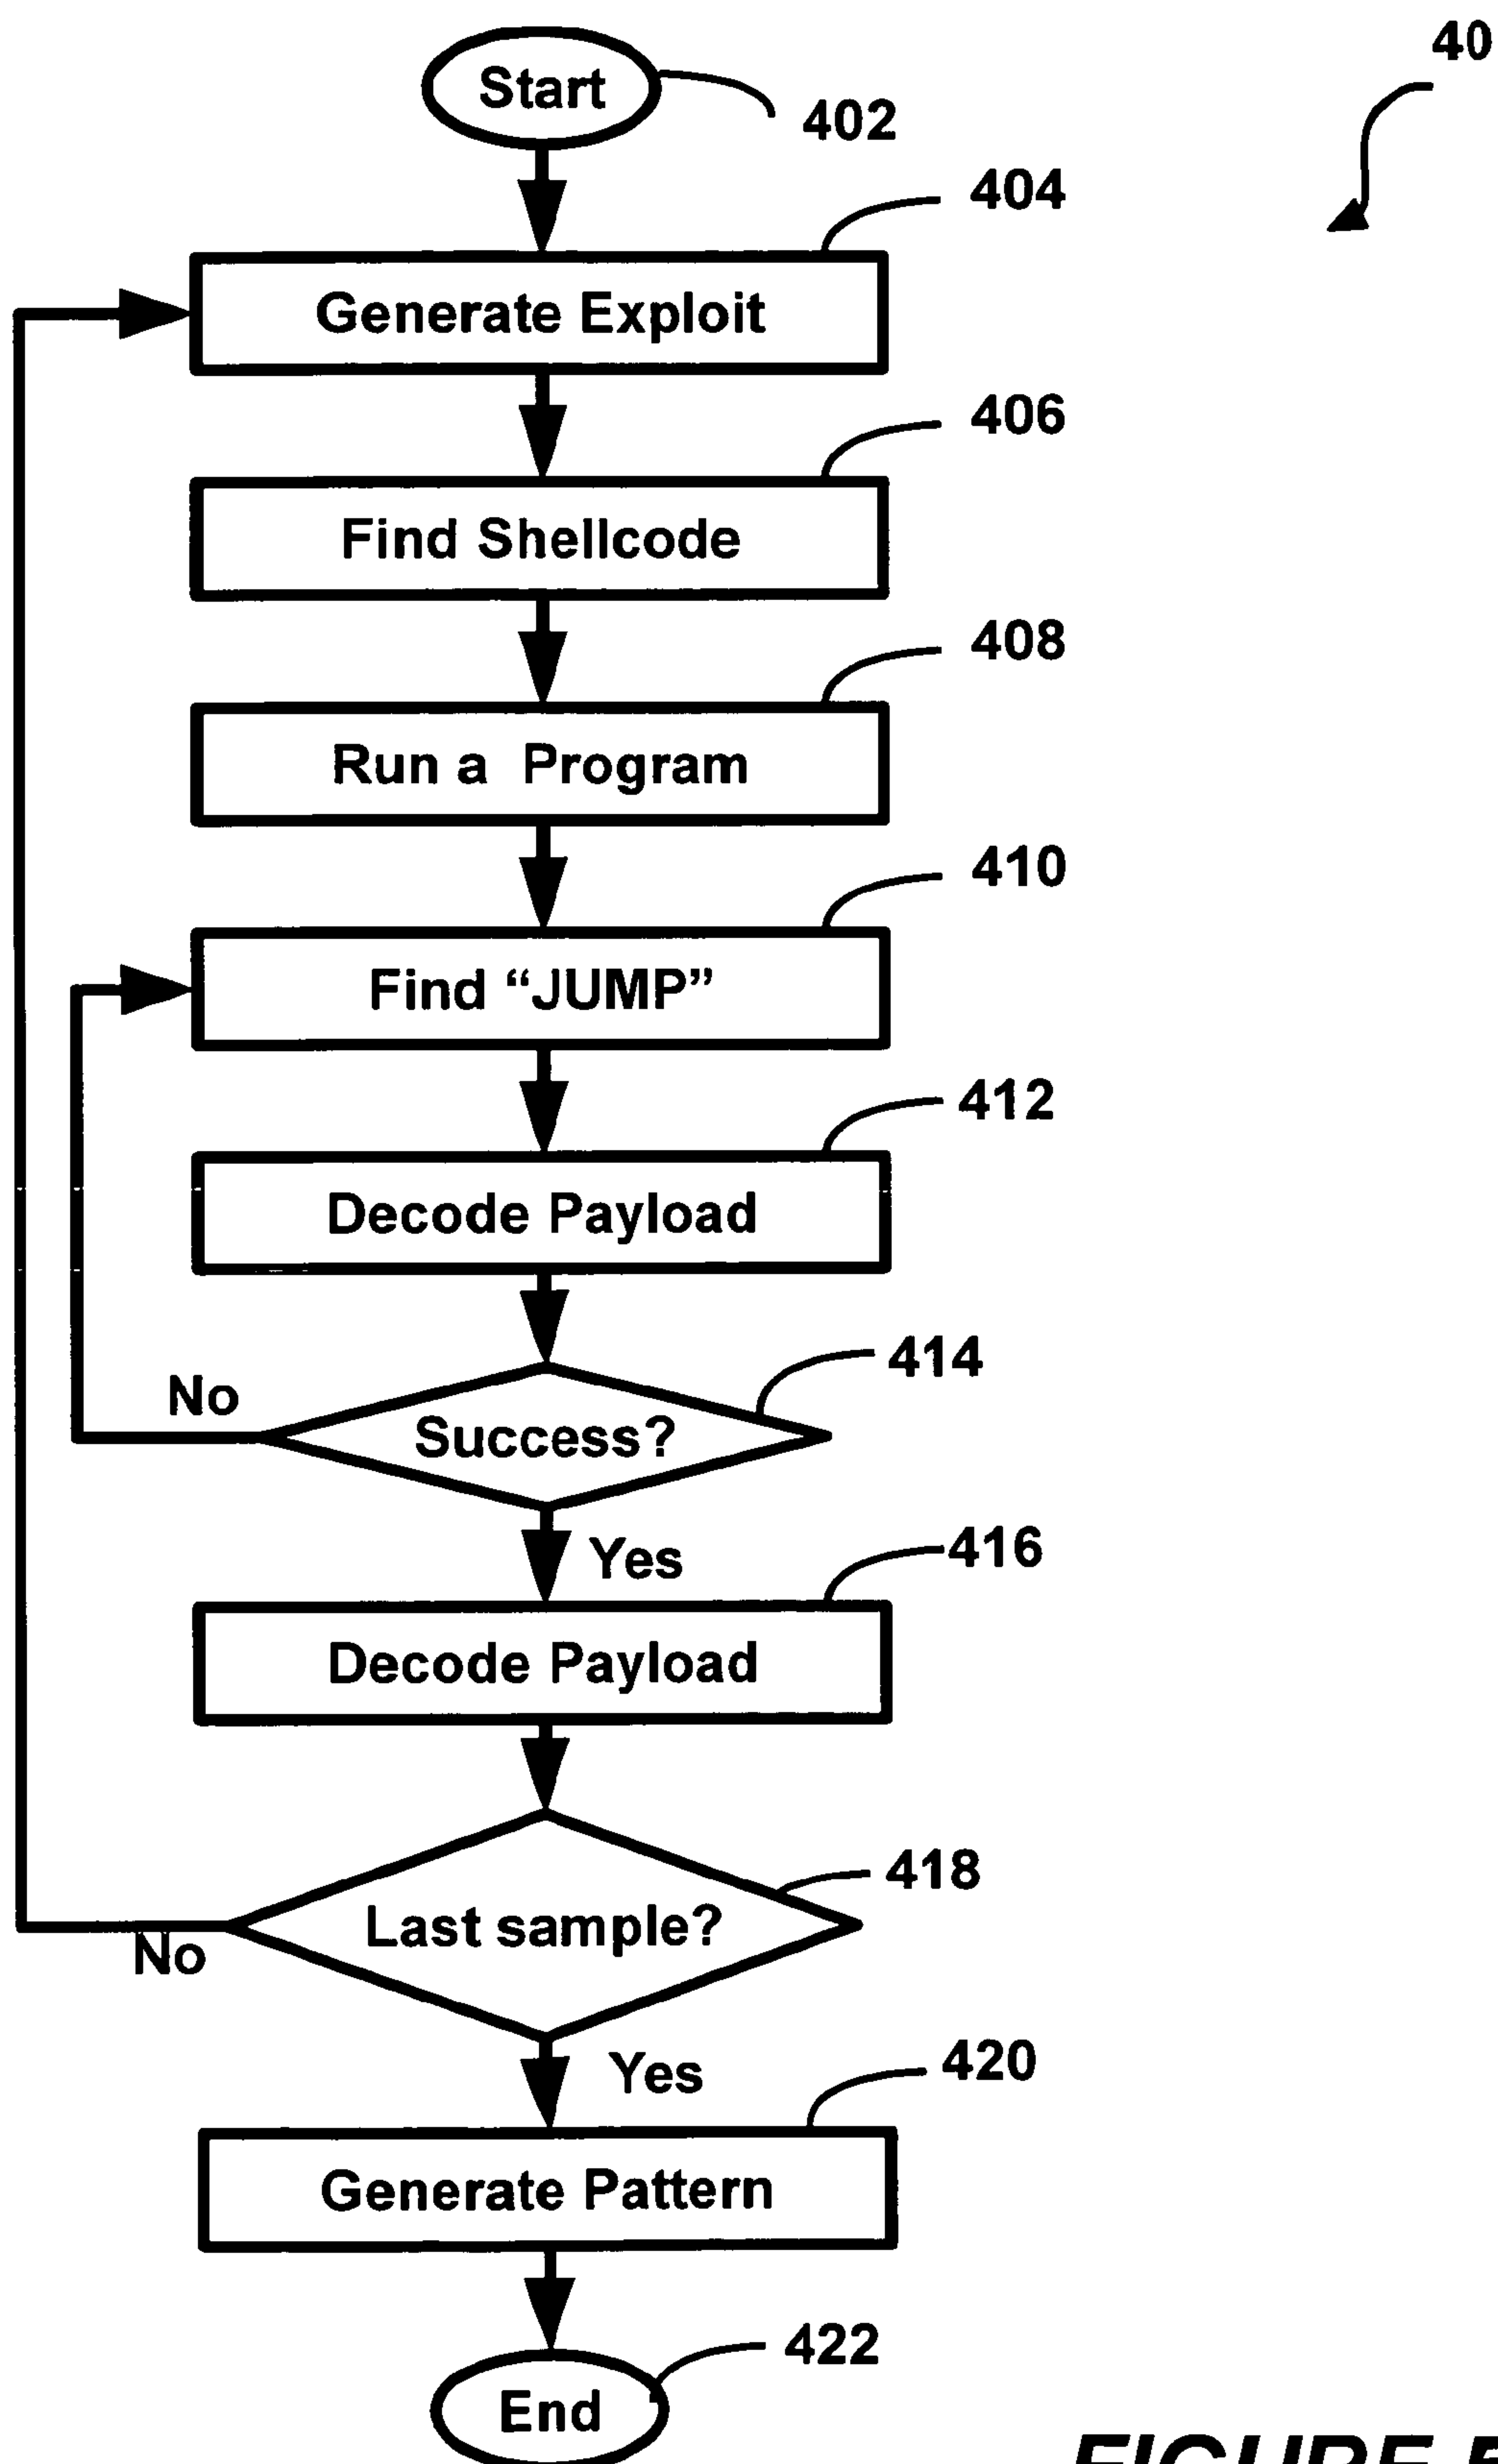 40
Start
402
404
Generate Exploit
406
Find Shellcode
408
Run a Program
410
Find “JUMP”
412
Decode Payload
414
Success?
No
Yes
416
Decode Payload
418
Last sample?
No
Yes
420
Generate Pattern
422
End
FIGURE